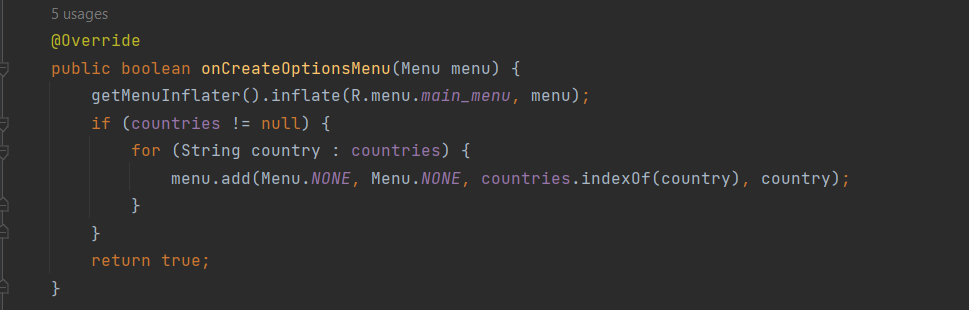 5 usages
@Override
public boolean onCreateOptionsMenu(Menu menu) {
    getMenuInflater().inflate(R.menu.main_menu, menu);
    if (countries != null) {
        for (String country : countries) {
            menu.add(Menu.NONE, Menu.NONE, countries.indexOf(country), country);
        }
    }
    return true;
}